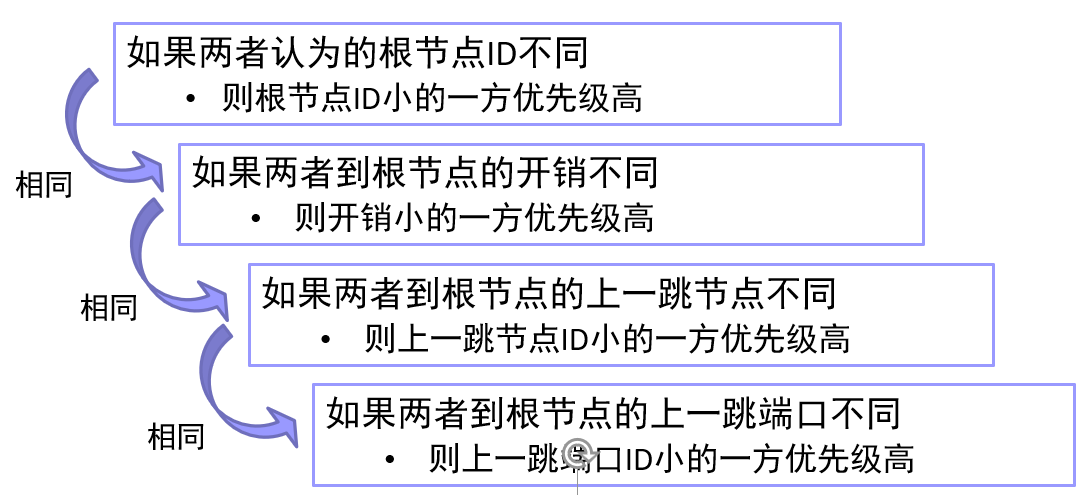 如果两者认为的根节点ID不同
• 则根节点ID小的一方优先级高
相同
如果两者到根节点的开销不同
• 则开销小的一方优先级高
相同
如果两者到根节点的上一跳节点不同
• 则上一跳节点ID小的一方优先级高
相同
如果两者到根节点的上一跳端口不同
• 则上一跳端口ID小的一方优先级高